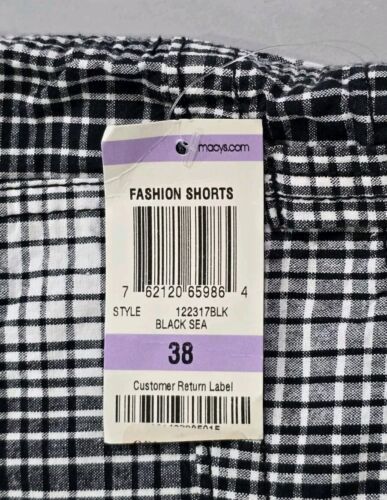 macys.com
FASHION SHORTS
7 62120 65986 4
STYLE 122317BLK
BLACK SEA
38
Customer Return Label